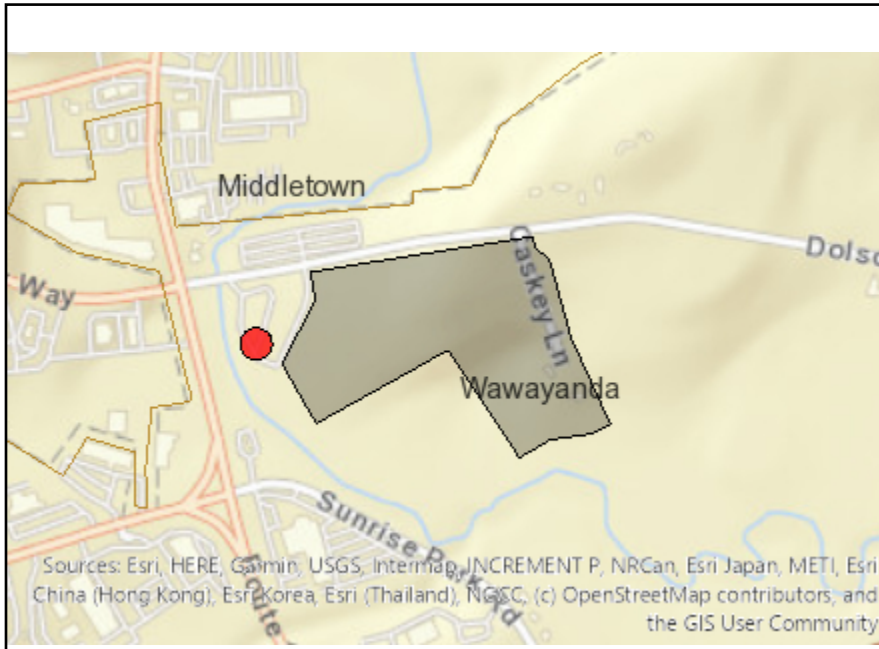 Middletown
Way
Caskey Ln
Dolso
Wawayanda
Sunrise Park Rd
Route
Sources: Esri, HERE, Garmin, USGS, Intermap, INCREMENT P, NRCan, Esri Japan, METI, Esri
China (Hong Kong), Esri Korea, Esri (Thailand), NGCC, (c) OpenStreetMap contributors, and
the GIS User Community